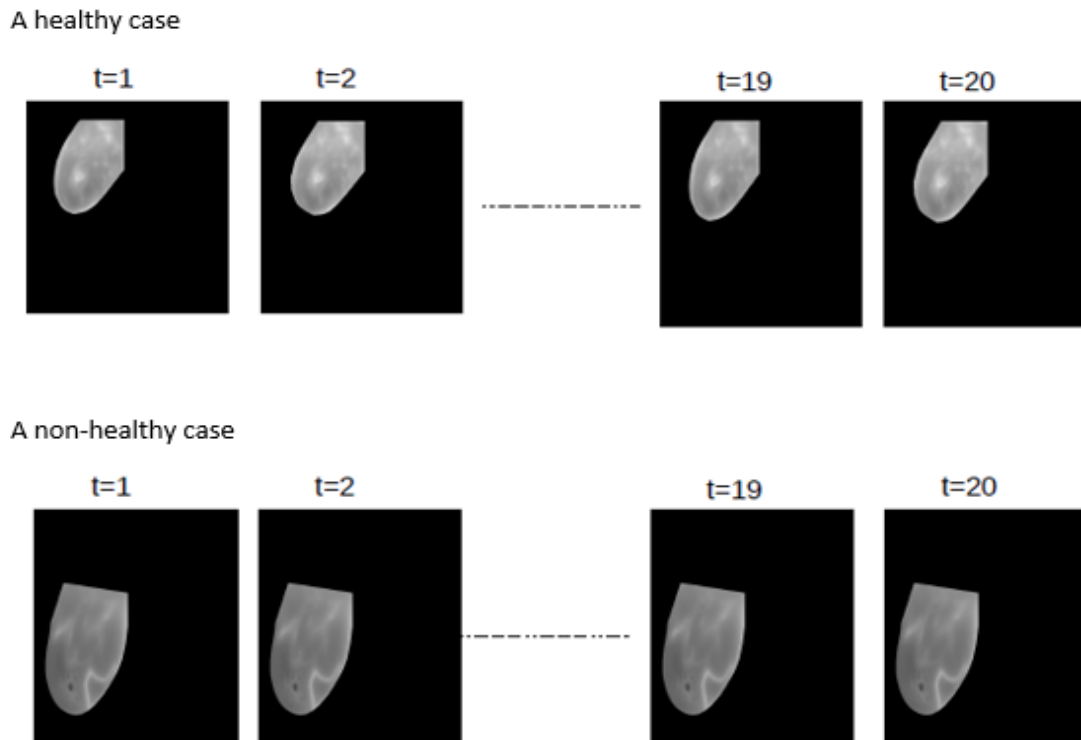 A healthy case
t=1 t=2 t=19 t=20
A non-healthy case
t=1 t=2 t=19 t=20